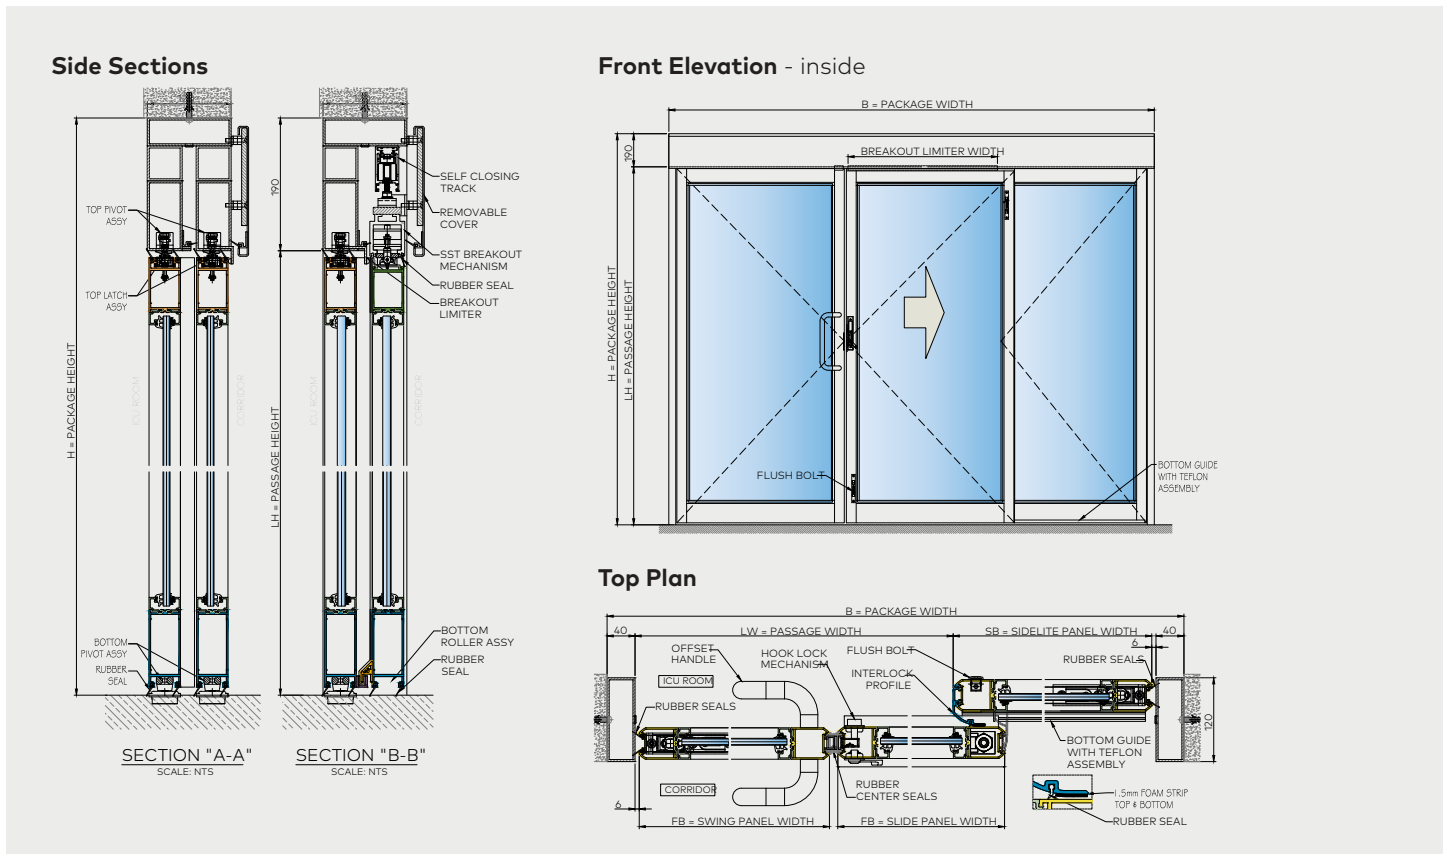 Side Sections
H = PACKAGE HEIGHT
TOP PIVOT
ASSY
TOP LATCH
ASSY
ICU ROOM
CORRIDOR
BOTTOM
PIVOT ASSY
RUBBER
SEAL
SECTION "A-A"
SCALE: NTS
190
LH = PASSAGE HEIGHT
ICU ROOM
CORRIDOR
SELF CLOSING
TRACK
REMOVABLE
COVER
SST BREAKOUT
MECHANISM
RUBBER SEAL
BREAKOUT
LIMITER
BOTTOM
ROLLER ASSY
RUBBER
SEAL
SECTION "B-B"
SCALE: NTS
Front Elevation - inside
B = PACKAGE WIDTH
190
BREAKOUT LIMITER WIDTH
H = PACKAGE HEIGHT
LH = PASSAGE HEIGHT
FLUSH BOLT
BOTTOM GUIDE
WITH TEFLON
ASSEMBLY
Top Plan
B = PACKAGE WIDTH
40
LW = PASSAGE WIDTH
SB = SIDELITE PANEL WIDTH
40
6
OFFSET
HANDLE
HOOK LOCK
MECHANISM
FLUSH BOLT
RUBBER SEALS
INTERLOCK
PROFILE
ICU ROOM
RUBBER SEALS
120
BOTTOM GUIDE
WITH TEFLON
ASSEMBLY
CORRIDOR
RUBBER
CENTER SEALS
6
FB = SWING PANEL WIDTH
FB = SLIDE PANEL WIDTH
1.5mm FOAM STRIP
TOP & BOTTOM
RUBBER SEAL